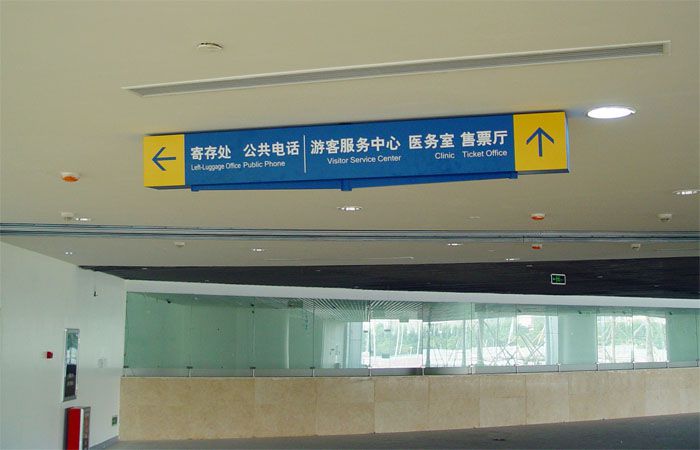 寄存处 公共电话
Left-Luggage Office Public Phone
游客服务中心 医务室 售票厅
Visitor Service Center Clinic Ticket Office